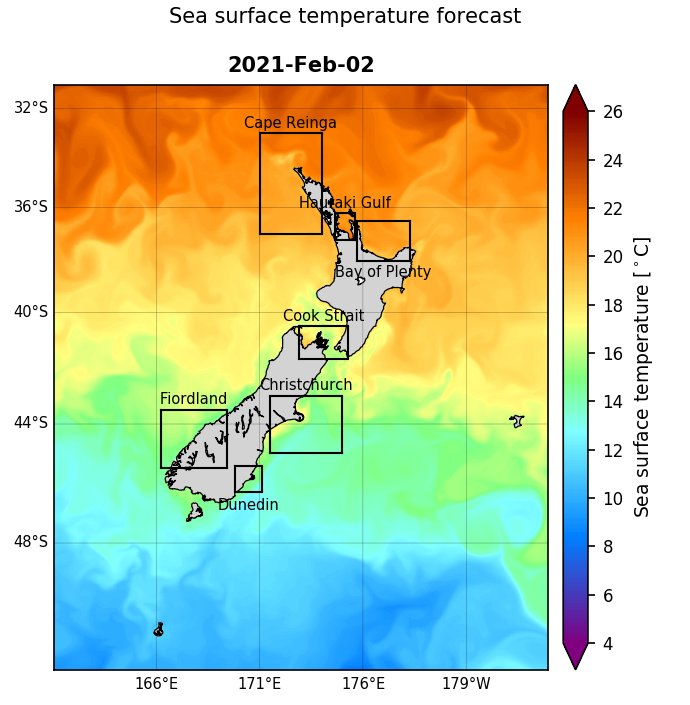 Sea surface temperature forecast
2021-Feb-02
32°S
36°S
40°S
44°S
48°S
Cape Reinga
Hauraki Gulf
Bay of Plenty
Cook Strait
Christchurch
Fiordland
Dunedin
166°E
171°E
176°E
179°W
26
24
22
20
18
16
14
12
10
8
6
4
Sea surface temperature [°C]